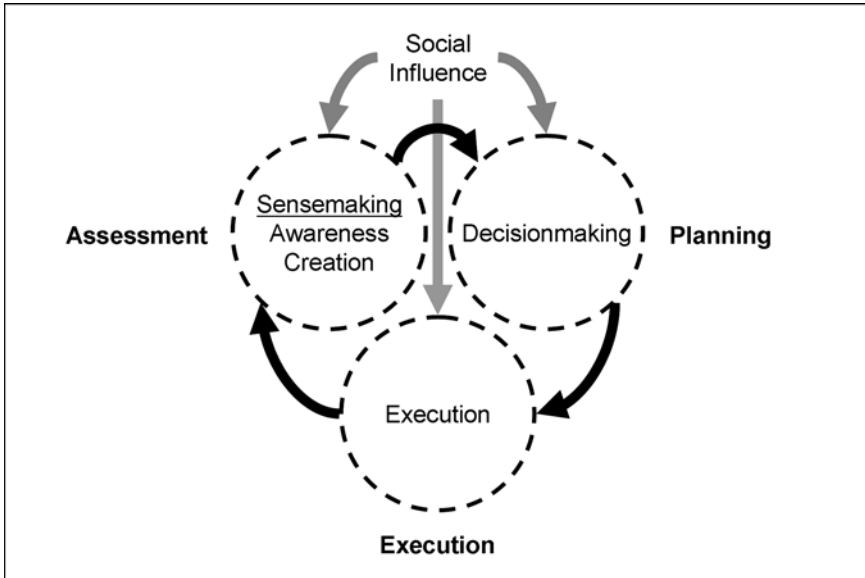 Social
Influence
Assessment
Sensemaking
Awareness
Creation
Decisionmaking
Planning
Execution
Execution